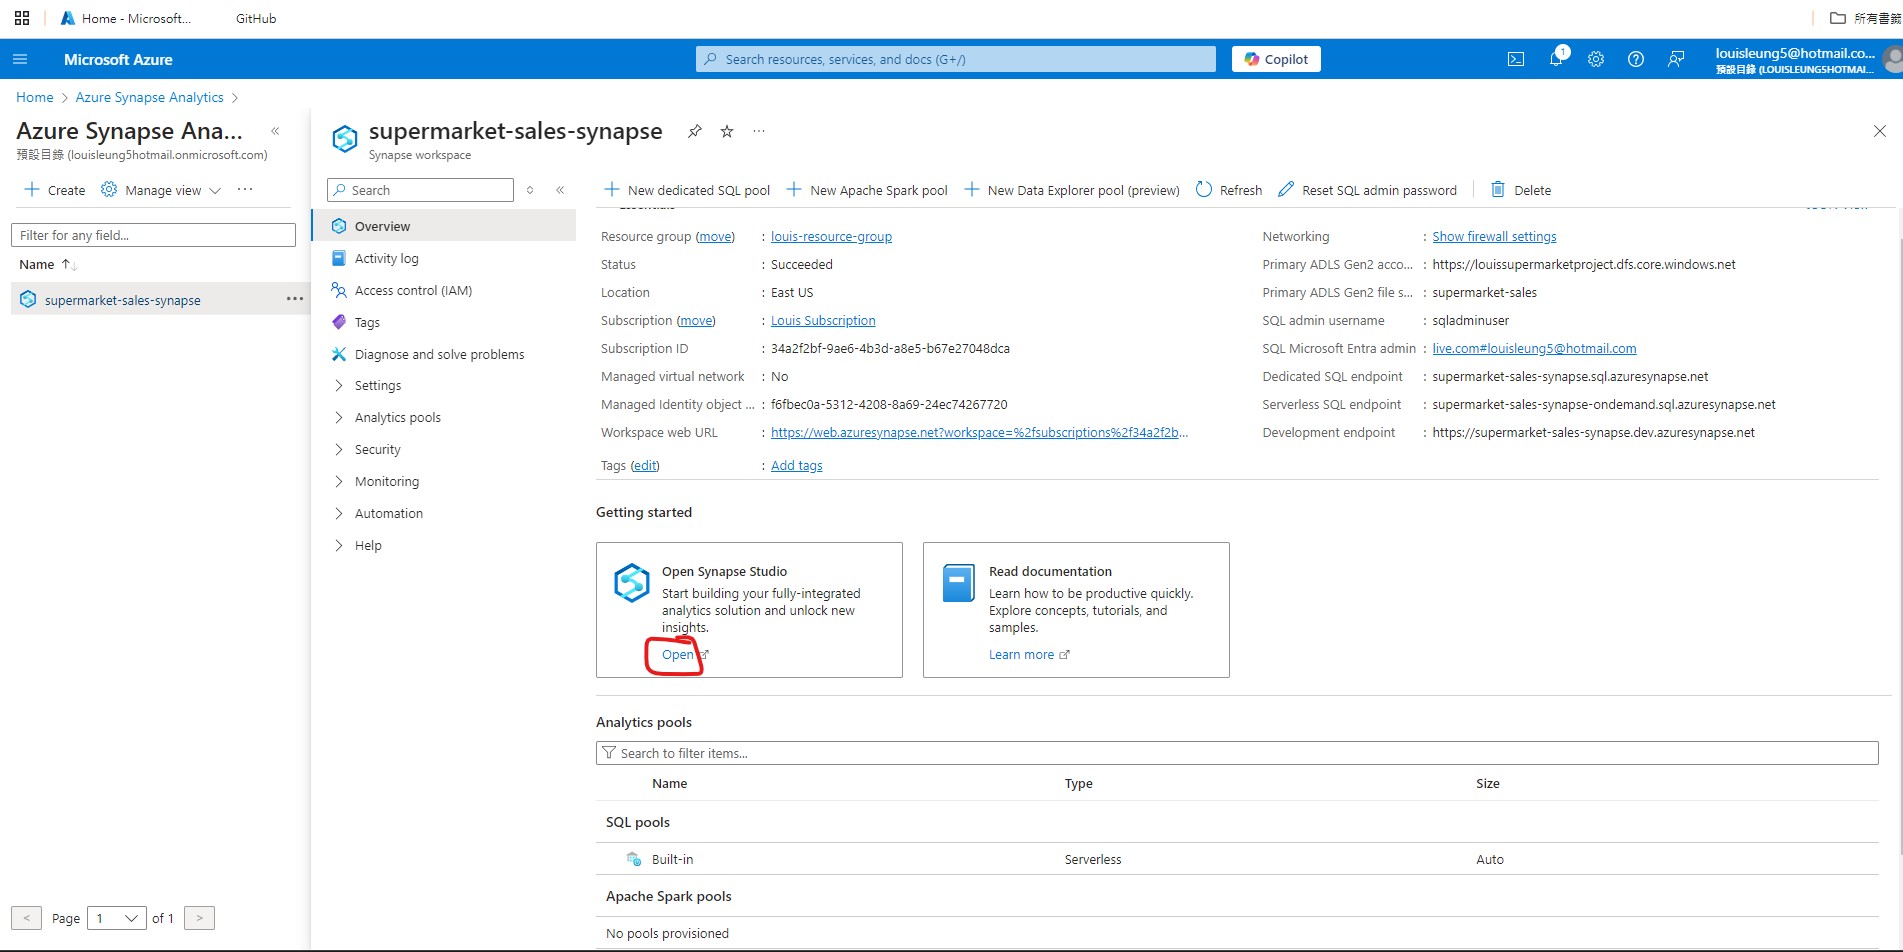 Home - Microsoft...
GitHub
所有書籤
Microsoft Azure
Search resources, services, and docs (G+/)
Copilot
1
louisleung5@hotmail.co...
預設目錄 (LOUISLEUNG5HOTMAI...
Home > Azure Synapse Analytics >
Azure Synapse Ana... «
預設目錄 (louisleung5hotmail.onmicrosoft.com)
+ Create Manage view ...
Filter for any field...
Name ↑↓
supermarket-sales-synapse ...
< Page 1 of 1 >
supermarket-sales-synapse ...
Synapse workspace
Search «
Overview
Activity log
Access control (IAM)
Tags
Diagnose and solve problems
Settings
Analytics pools
Security
Monitoring
Automation
Help
+ New dedicated SQL pool + New Apache Spark pool + New Data Explorer pool (preview) Refresh Reset SQL admin password Delete
Essentials JSON View
Resource group (move) : louis-resource-group
Status : Succeeded
Location : East US
Subscription (move) : Louis Subscription
Subscription ID : 34a2f2bf-9ae6-4b3d-a8e5-b67e27048dca
Managed virtual network : No
Managed Identity object ... : f6fbec0a-5312-4208-8a69-24ec74267720
Workspace web URL : https://web.azuresynapse.net?workspace=%2fsubscriptions%2f34a2f2b...
Tags (edit) : Add tags
Networking : Show firewall settings
Primary ADLS Gen2 acco... : https://louissupermarketproject.dfs.core.windows.net
Primary ADLS Gen2 file s... : supermarket-sales
SQL admin username : sqladminuser
SQL Microsoft Entra admin : live.com#louisleung5@hotmail.com
Dedicated SQL endpoint : supermarket-sales-synapse.sql.azuresynapse.net
Serverless SQL endpoint : supermarket-sales-synapse-ondemand.sql.azuresynapse.net
Development endpoint : https://supermarket-sales-synapse.dev.azuresynapse.net
Getting started
Open Synapse Studio
Start building your fully-integrated
analytics solution and unlock new
insights.
Open
Read documentation
Learn how to be productive quickly.
Explore concepts, tutorials, and
samples.
Learn more
Analytics pools
Search to filter items...
Name Type Size
SQL pools
Built-in Serverless Auto
Apache Spark pools
No pools provisioned